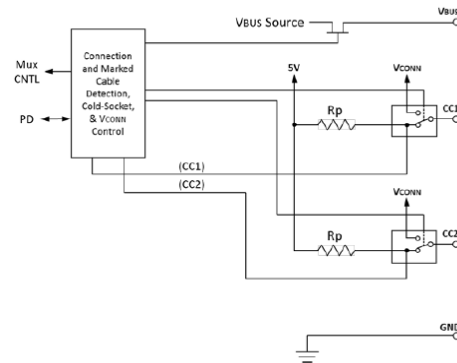 VBUS Source
VBUS
Connection
and Marked
Cable
Detection,
Cold-Socket,
& VCONN
Control
Mux
CNTL
PD
5V
VCONN
Rp
CC1
(CC1)
(CC2)
VCONN
Rp
CC2
GND